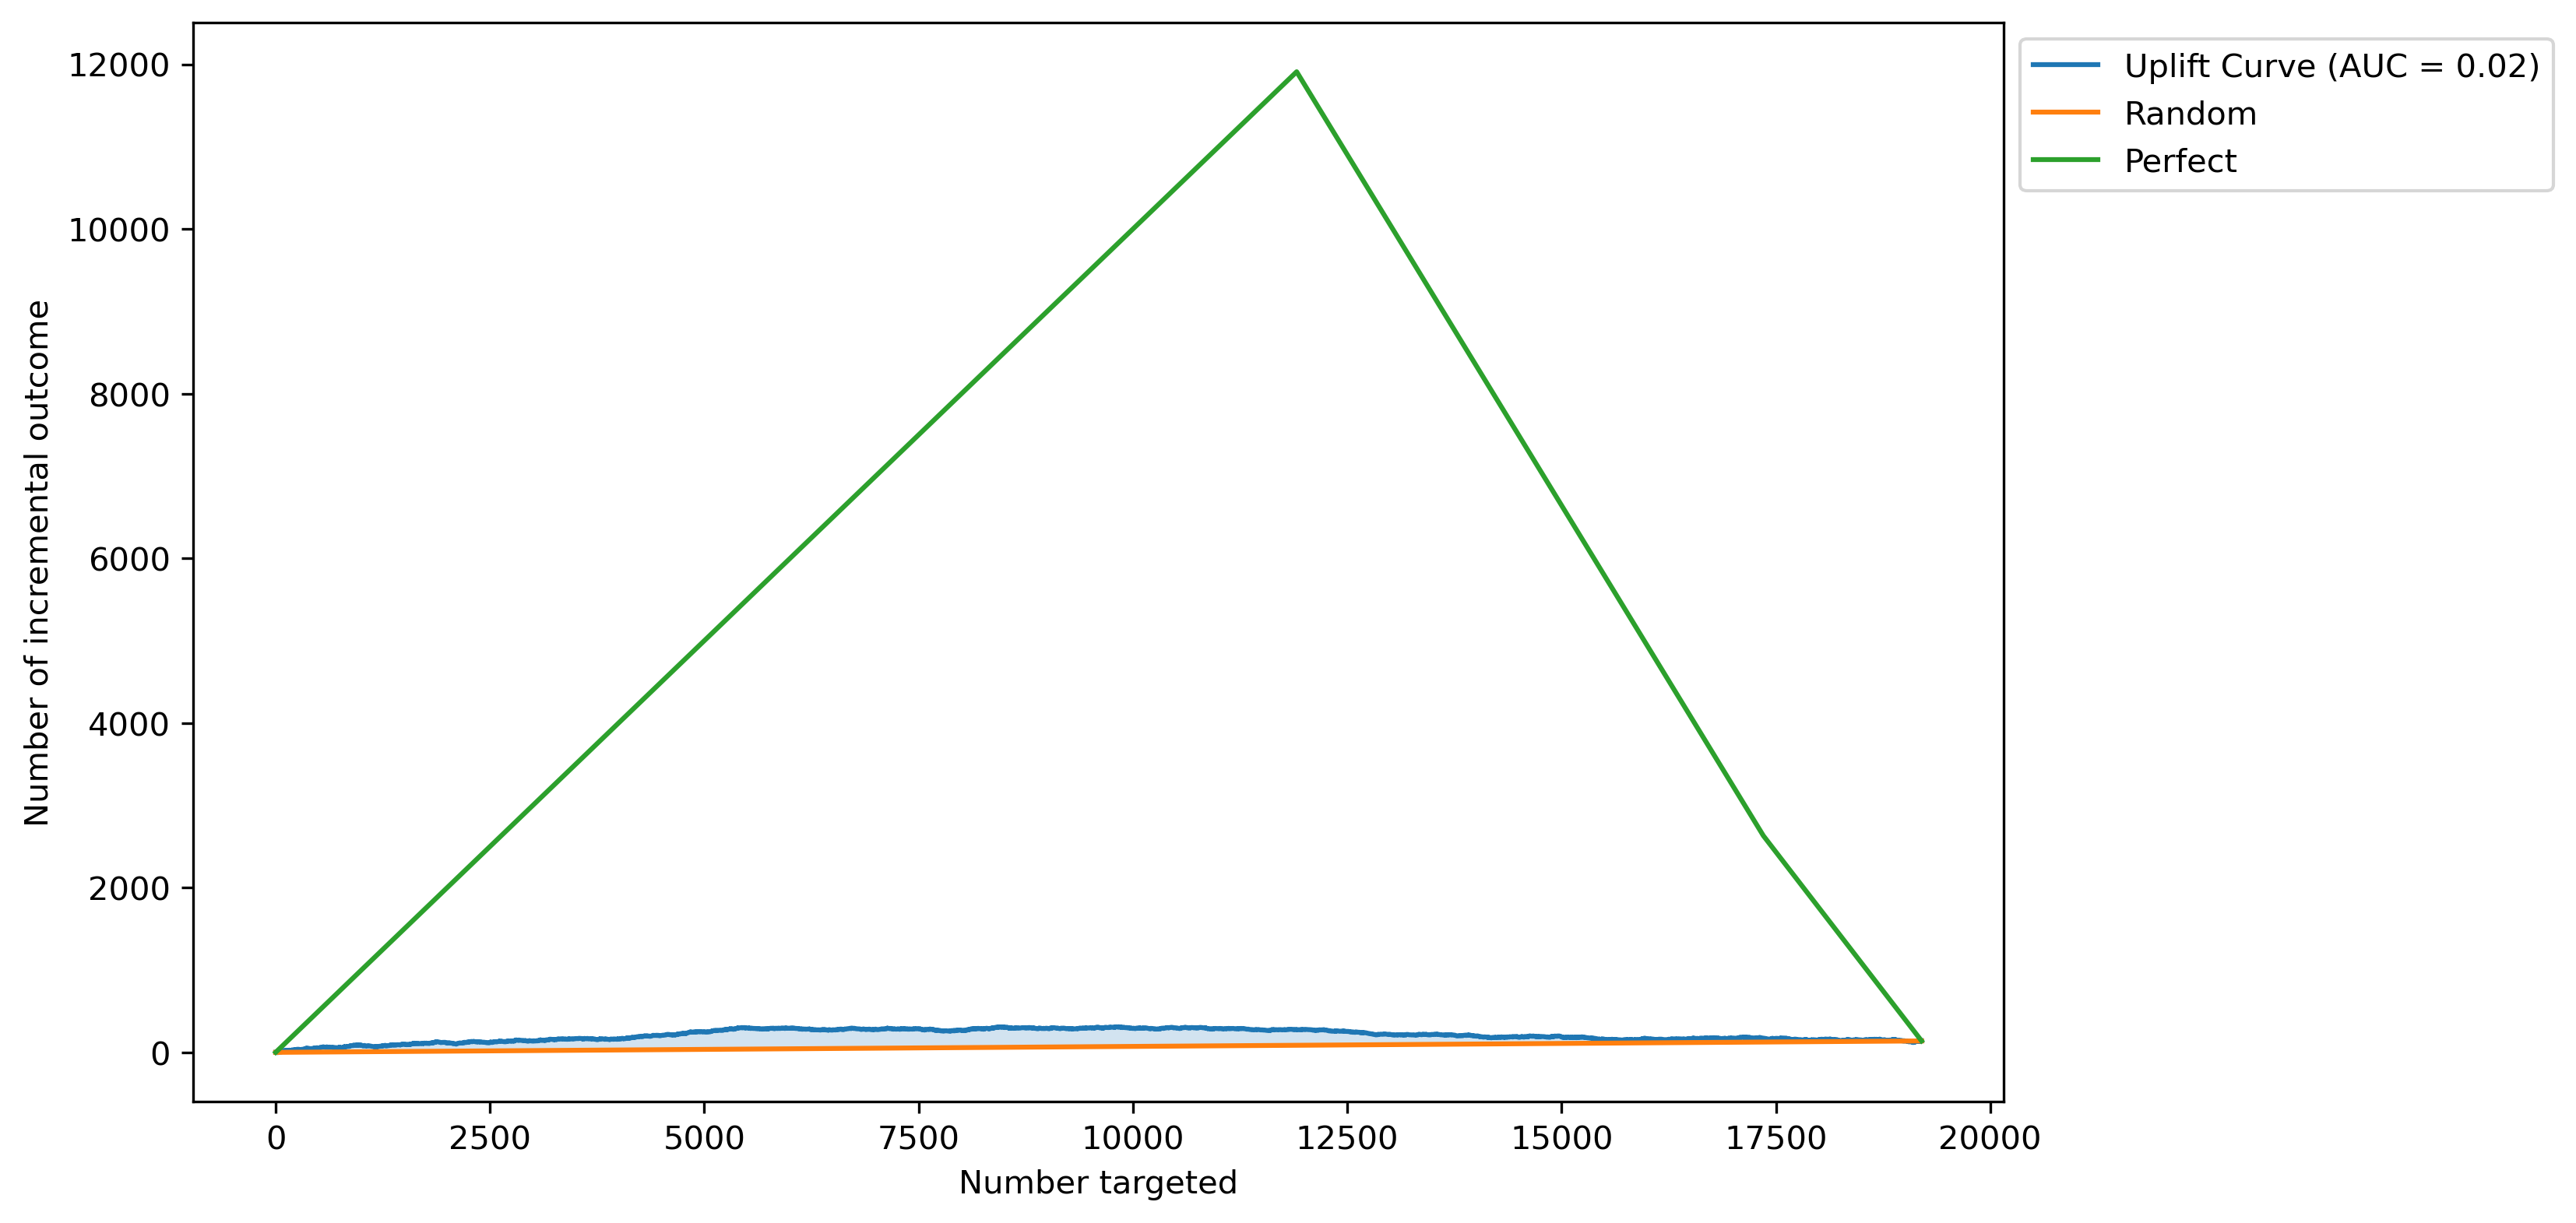 12000
10000
8000
6000
4000
2000
0
Number of incremental outcome
0 2500 5000 7500 10000 12500 15000 17500 20000
Number targeted
Uplift Curve (AUC = 0.02)
Random
Perfect